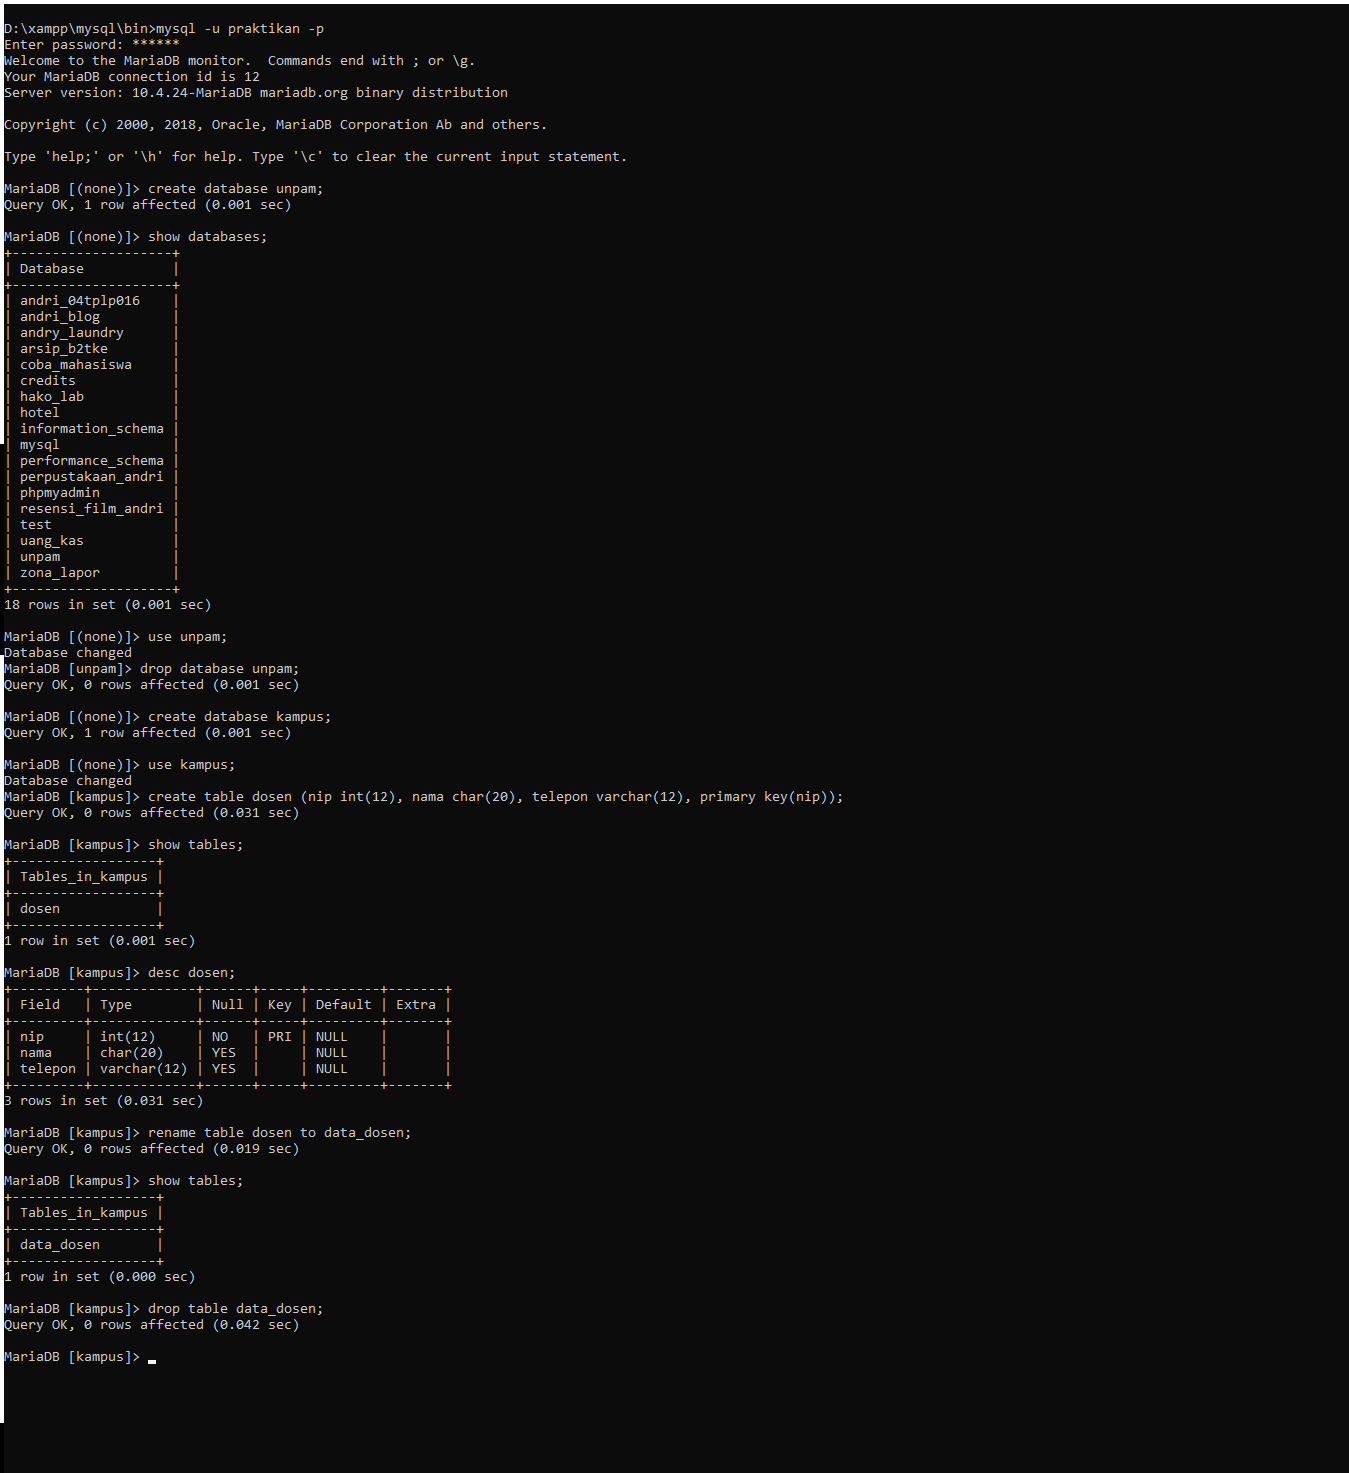 D:\xampp\mysql\bin>mysql -u praktikan -p
Enter password: ******
Welcome to the MariaDB monitor.  Commands end with ; or \g.
Your MariaDB connection id is 12
Server version: 10.4.24-MariaDB mariadb.org binary distribution

Copyright (c) 2000, 2018, Oracle, MariaDB Corporation Ab and others.

Type 'help;' or '\h' for help. Type '\c' to clear the current input statement.

MariaDB [(none)]> create database unpam;
Query OK, 1 row affected (0.001 sec)

MariaDB [(none)]> show databases;
+--------------------+
| Database           |
+--------------------+
| andri_04tplp016    |
| andri_blog         |
| andry_laundry      |
| arsip_b2tke        |
| coba_mahasiswa     |
| credits            |
| hako_lab           |
| hotel              |
| information_schema |
| mysql              |
| performance_schema |
| perpustakaan_andri |
| phpmyadmin         |
| resensi_film_andri |
| test               |
| uang_kas           |
| unpam              |
| zona_lapor         |
+--------------------+
18 rows in set (0.001 sec)

MariaDB [(none)]> use unpam;
Database changed
MariaDB [unpam]> drop database unpam;
Query OK, 0 rows affected (0.001 sec)

MariaDB [(none)]> create database kampus;
Query OK, 1 row affected (0.001 sec)

MariaDB [(none)]> use kampus;
Database changed
MariaDB [kampus]> create table dosen (nip int(12), nama char(20), telepon varchar(12), primary key(nip));
Query OK, 0 rows affected (0.031 sec)

MariaDB [kampus]> show tables;
+------------------+
| Tables_in_kampus |
+------------------+
| dosen            |
+------------------+
1 row in set (0.001 sec)

MariaDB [kampus]> desc dosen;
+---------+-------------+------+-----+---------+-------+
| Field   | Type        | Null | Key | Default | Extra |
+---------+-------------+------+-----+---------+-------+
| nip     | int(12)     | NO   | PRI | NULL    |       |
| nama    | char(20)    | YES  |     | NULL    |       |
| telepon | varchar(12) | YES  |     | NULL    |       |
+---------+-------------+------+-----+---------+-------+
3 rows in set (0.031 sec)

MariaDB [kampus]> rename table dosen to data_dosen;
Query OK, 0 rows affected (0.019 sec)

MariaDB [kampus]> show tables;
+------------------+
| Tables_in_kampus |
+------------------+
| data_dosen       |
+------------------+
1 row in set (0.000 sec)

MariaDB [kampus]> drop table data_dosen;
Query OK, 0 rows affected (0.042 sec)

MariaDB [kampus]> _